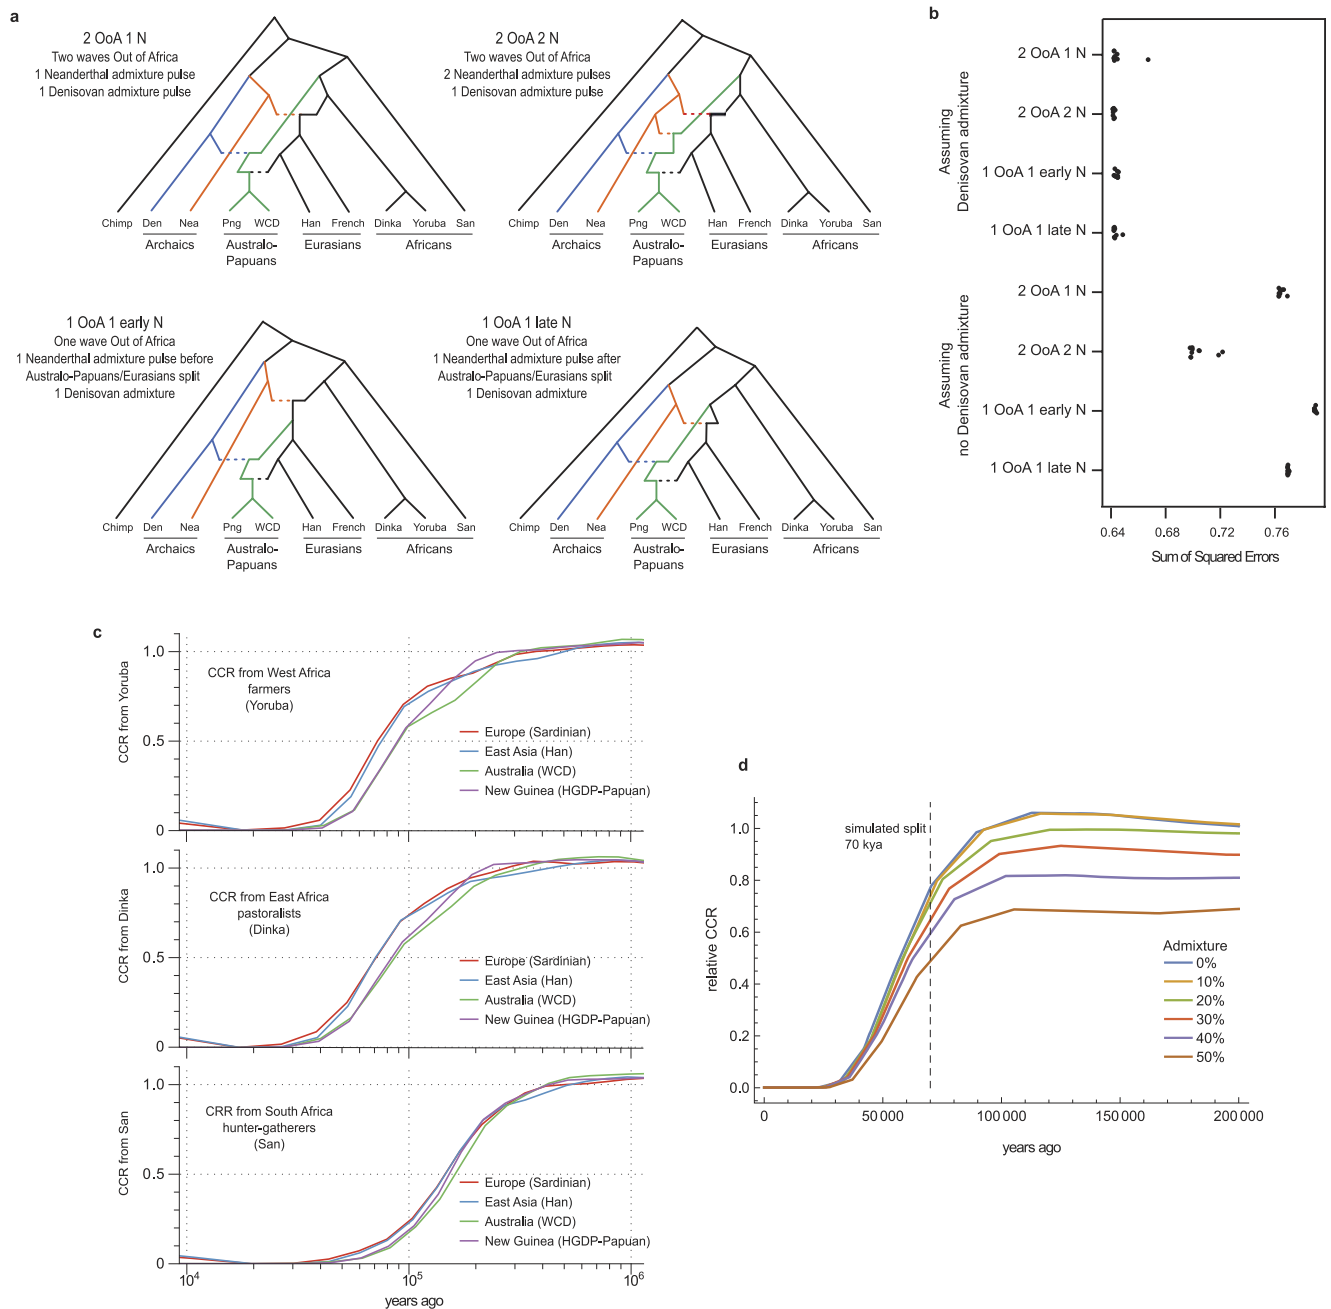 a
2 OoA 1 N
Two waves Out of Africa
1 Neanderthal admixture pulse
1 Denisovan admixture pulse
Chimp Den Nea Png WCD Han French Dinka Yoruba San
Archaics Australo- Eurasians Africans
Papuans
2 OoA 2 N
Two waves Out of Africa
2 Neanderthal admixture pulses
1 Denisovan admixture pulse
Chimp Den Nea Png WCD Han French Dinka Yoruba San
Archaics Australo- Eurasians Africans
Papuans
1 OoA 1 early N
One wave Out of Africa
1 Neanderthal admixture pulse before
Australo-Papuans/Eurasians split
1 Denisovan admixture
Chimp Den Nea Png WCD Han French Dinka Yoruba San
Archaics Australo- Eurasians Africans
Papuans
1 OoA 1 late N
One wave Out of Africa
1 Neanderthal admixture pulse after
Australo-Papuans/Eurasians split
1 Denisovan admixture
Chimp Den Nea Png WCD Han French Dinka Yoruba San
Archaics Australo- Eurasians Africans
Papuans
b
Assuming
Denisovan admixture
2 OoA 1 N
2 OoA 2 N
1 OoA 1 early N
1 OoA 1 late N
Assuming
no Denisovan admixture
2 OoA 1 N
2 OoA 2 N
1 OoA 1 early N
1 OoA 1 late N
0.64 0.68 0.72 0.76
Sum of Squared Errors
c
CCR from Yoruba
1.0
0.5
0
CCR from West Africa
farmers
(Yoruba)
Europe (Sardinian)
East Asia (Han)
Australia (WCD)
New Guinea (HGDP-Papuan)
CCR from Dinka
1.0
0.5
0
CCR from East Africa
pastoralists
(Dinka)
Europe (Sardinian)
East Asia (Han)
Australia (WCD)
New Guinea (HGDP-Papuan)
CCR from San
1.0
0.5
0
CRR from South Africa
hunter-gatherers
(San)
Europe (Sardinian)
East Asia (Han)
Australia (WCD)
New Guinea (HGDP-Papuan)
10⁴ 10⁵ 10⁶
years ago
d
relative CCR
1.0
0.8
0.6
0.4
0.2
0.0
simulated split
70 kya
Admixture
0%
10%
20%
30%
40%
50%
0 50000 100000 150000 200000
years ago